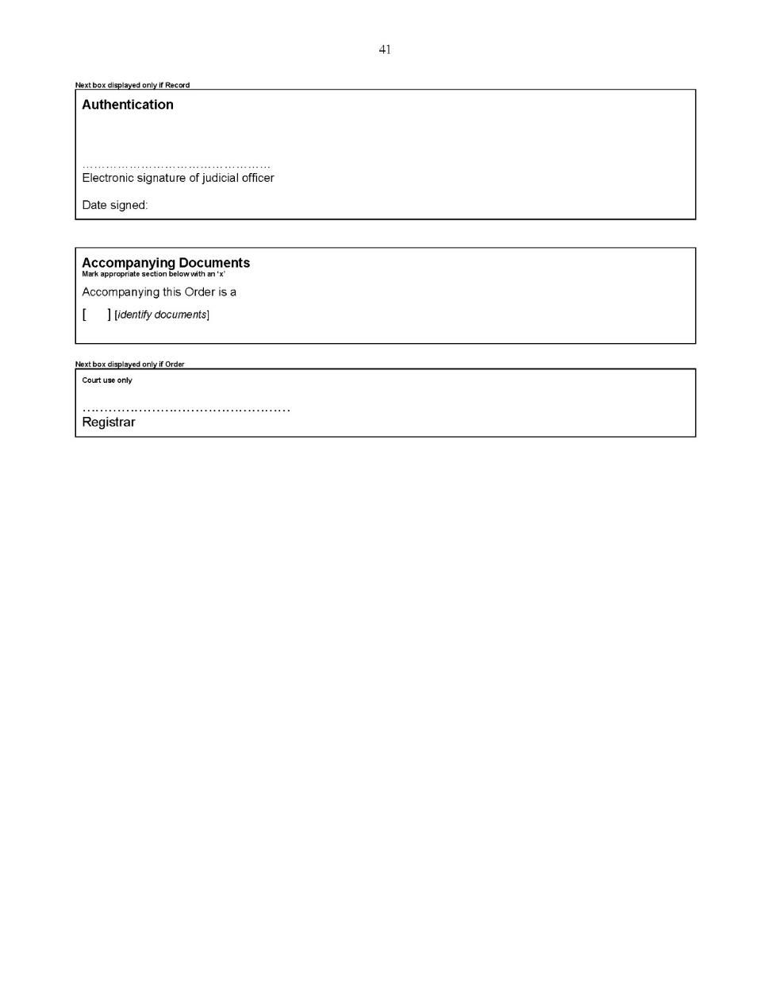 41
Next box displayed only if Record
Authentication
…………………………………………
Electronic signature of judicial officer
Date signed:
Accompanying Documents
Mark appropriate section below with an ‘x’
Accompanying this Order is a
[ ] [identify documents]
Next box displayed only if Order
Court use only
…………………………………………
Registrar